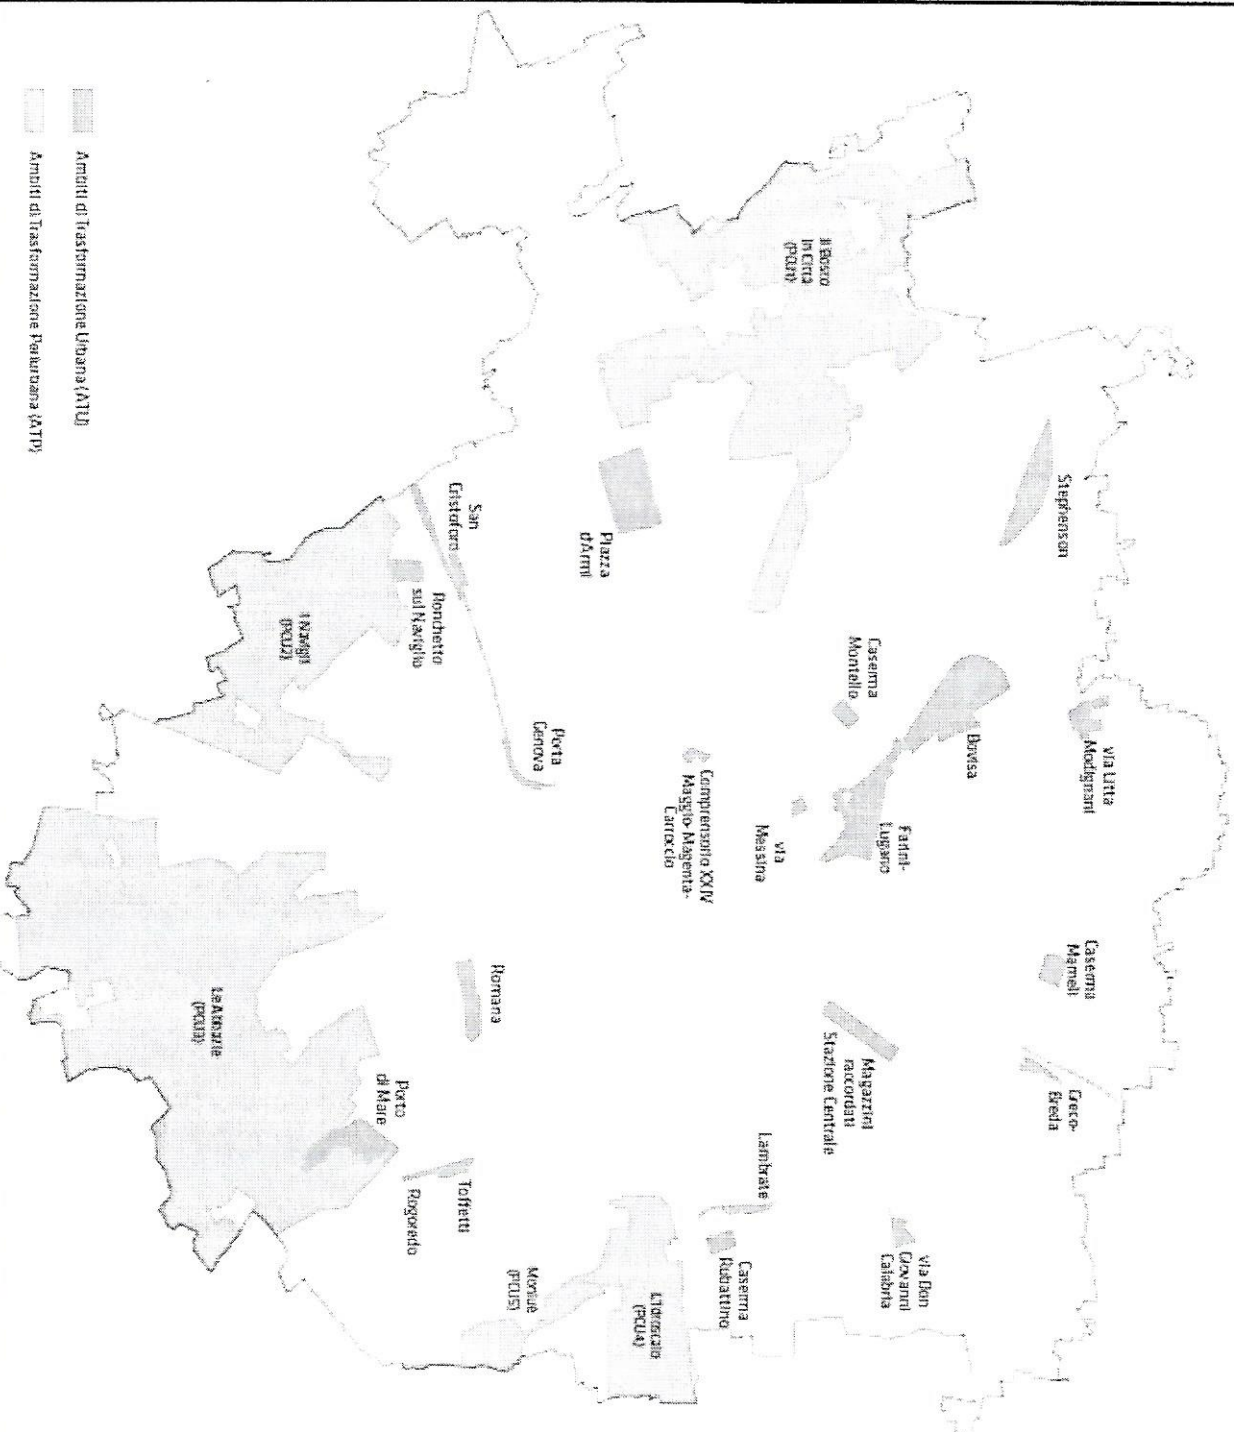 Stephenson
via Litta
Modignani
Bovisa
Farini-
Lugano
Caserma
Mameli
Greco-
Breda
Caserma
Montello
via
Messina
Magazzini
raccordati
Stazione Centrale
via Don
Giovanni
Calabria
Lambrate
Caserma
Rubattino
Il Bosco
in Città
(PCU1)
Piazza
d'Armi
Comprensorio XXIV
Maggio-Magenta-
Carroccio
L'Idroscalo
(PCU4)
Monluè
(PCU5)
San
Cristoforo
Porta
Genova
Ronchetto
sul Naviglio
Romana
Toffetti
Rogoredo
Porto
di Mare
I Navigli
(PCU2)
Le Abbazie
(PCU3)
Ambiti di Trasformazione Urbana (ATU)
Ambiti di Trasformazione Periurbana (ATP)